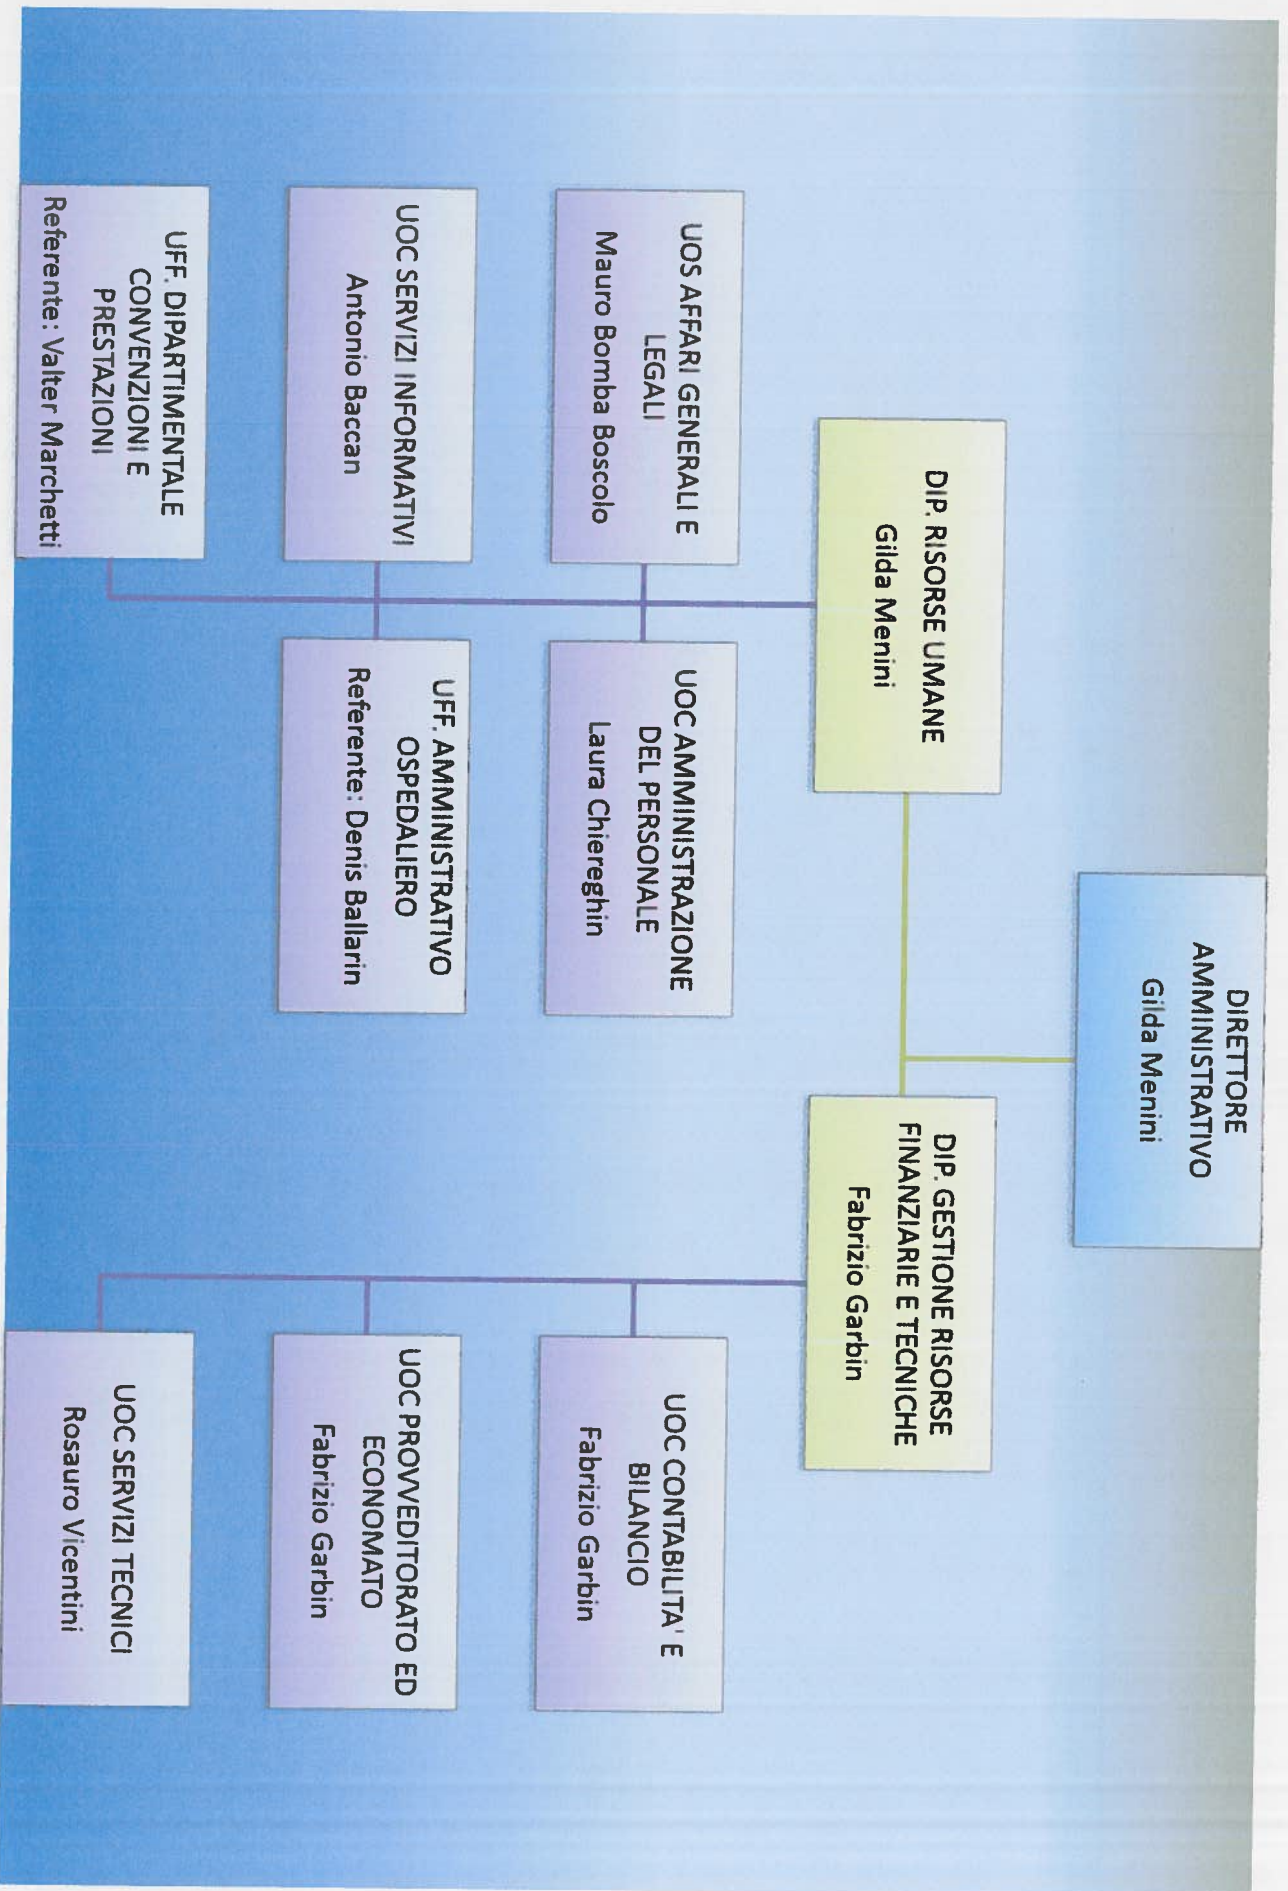 DIRETTORE
AMMINISTRATIVO
Gilda Menini
DIP. RISORSE UMANE
Gilda Menini
DIP. GESTIONE RISORSE
FINANZIARIE E TECNICHE
Fabrizio Garbin
UOS AFFARI GENERALI E
LEGALI
Mauro Bomba Boscolo
UOC AMMINISTRAZIONE
DEL PERSONALE
Laura Chiereghin
UOC CONTABILITA' E
BILANCIO
Fabrizio Garbin
UOC SERVIZI INFORMATIVI
Antonio Baccan
UFF. AMMINISTRATIVO
OSPEDALIERO
Referente: Denis Ballarin
UOC PROVVEDITORATO ED
ECONOMATO
Fabrizio Garbin
UFF. DIPARTIMENTALE
CONVENZIONI E
PRESTAZIONI
Referente: Valter Marchetti
UOC SERVIZI TECNICI
Rosauro Vicentini